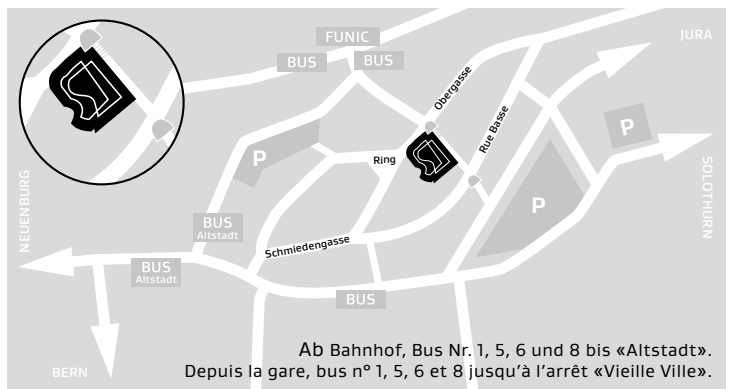 FUNIC
BUS
BUS
JURA
Obergasse
Rue Basse
P
P
Ring
P
NEUENBURG
SOLOTHURN
BUS
Altstadt
Schmiedengasse
BUS
Altstadt
BUS
BERN
Ab Bahnhof, Bus Nr. 1, 5, 6 und 8 bis «Altstadt».
Depuis la gare, bus n° 1, 5, 6 et 8 jusqu’à l’arrêt «Vieille Ville».